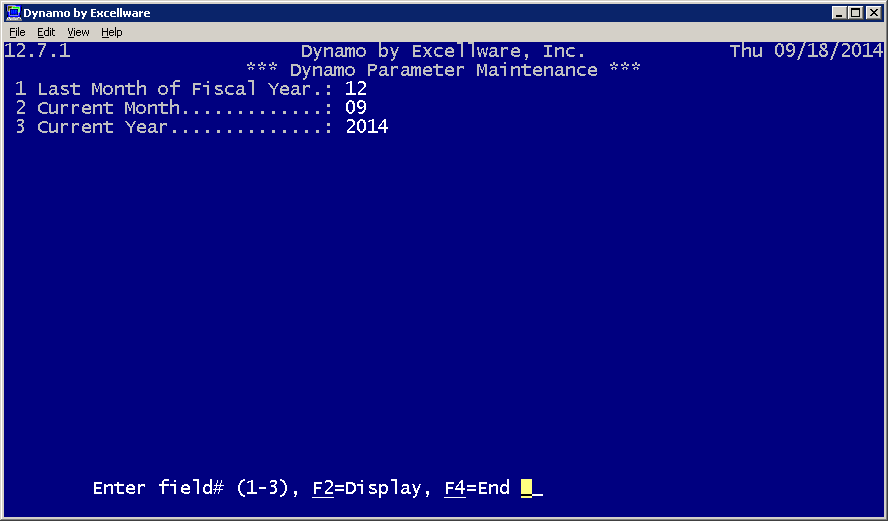 Dynamo by Excellware
File Edit View Help
12.7.1 Dynamo by Excellware, Inc. Thu 09/18/2014
*** Dynamo Parameter Maintenance ***
1 Last Month of Fiscal Year.: 12
2 Current Month.............: 09
3 Current Year..............: 2014
Enter field# (1-3), F2=Display, F4=End